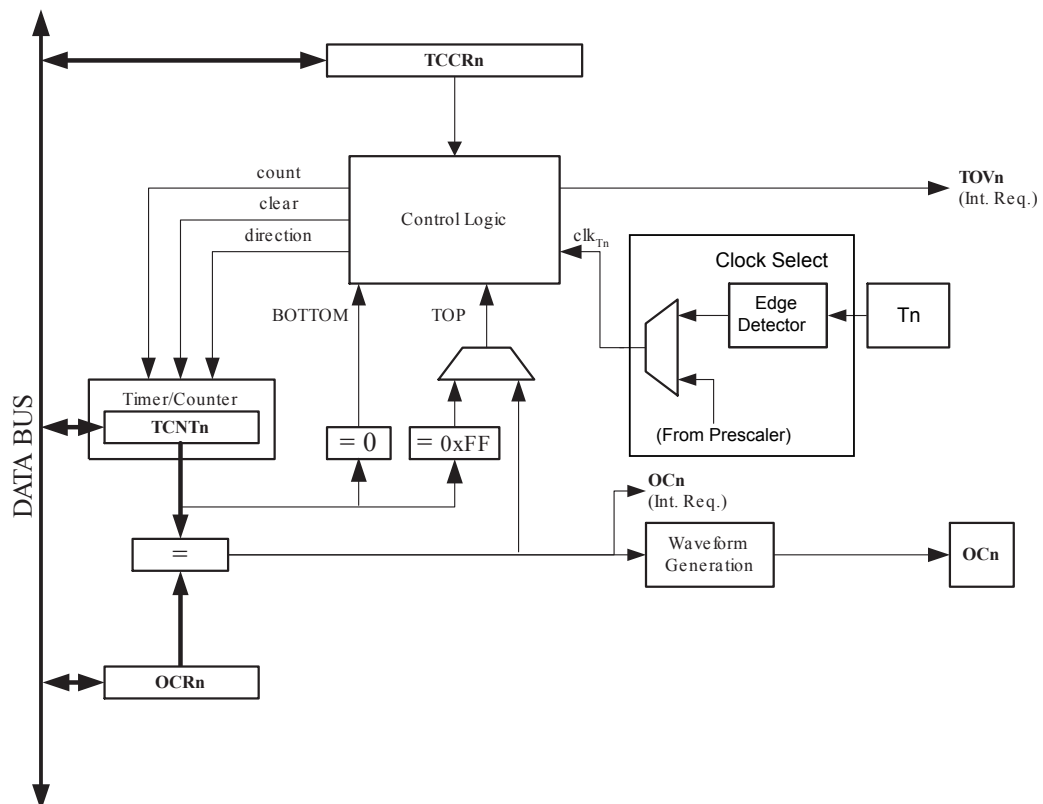 TCCRn
count
clear
direction
Control Logic
TOVn
(Int. Req.)
clkTn
Clock Select
Edge
Detector
Tn
BOTTOM
TOP
Timer/Counter
TCNTn
= 0
= 0xFF
(From Prescaler)
DATA BUS
OCn
(Int. Req.)
=
Waveform
Generation
OCn
OCRn